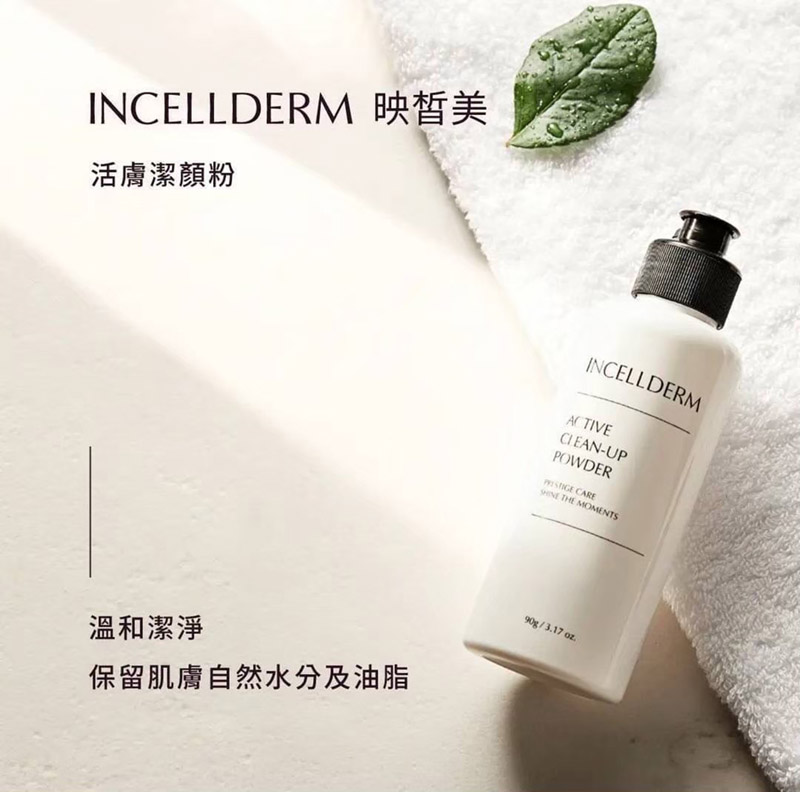 INCELLDERM 映皙美
活膚潔顏粉
INCELLDERM
ACTIVE
CLEAN-UP
POWDER
PRESTIGE CARE
SHINE THE MOMENTS
90g / 3.17 oz.
溫和潔淨
保留肌膚自然水分及油脂